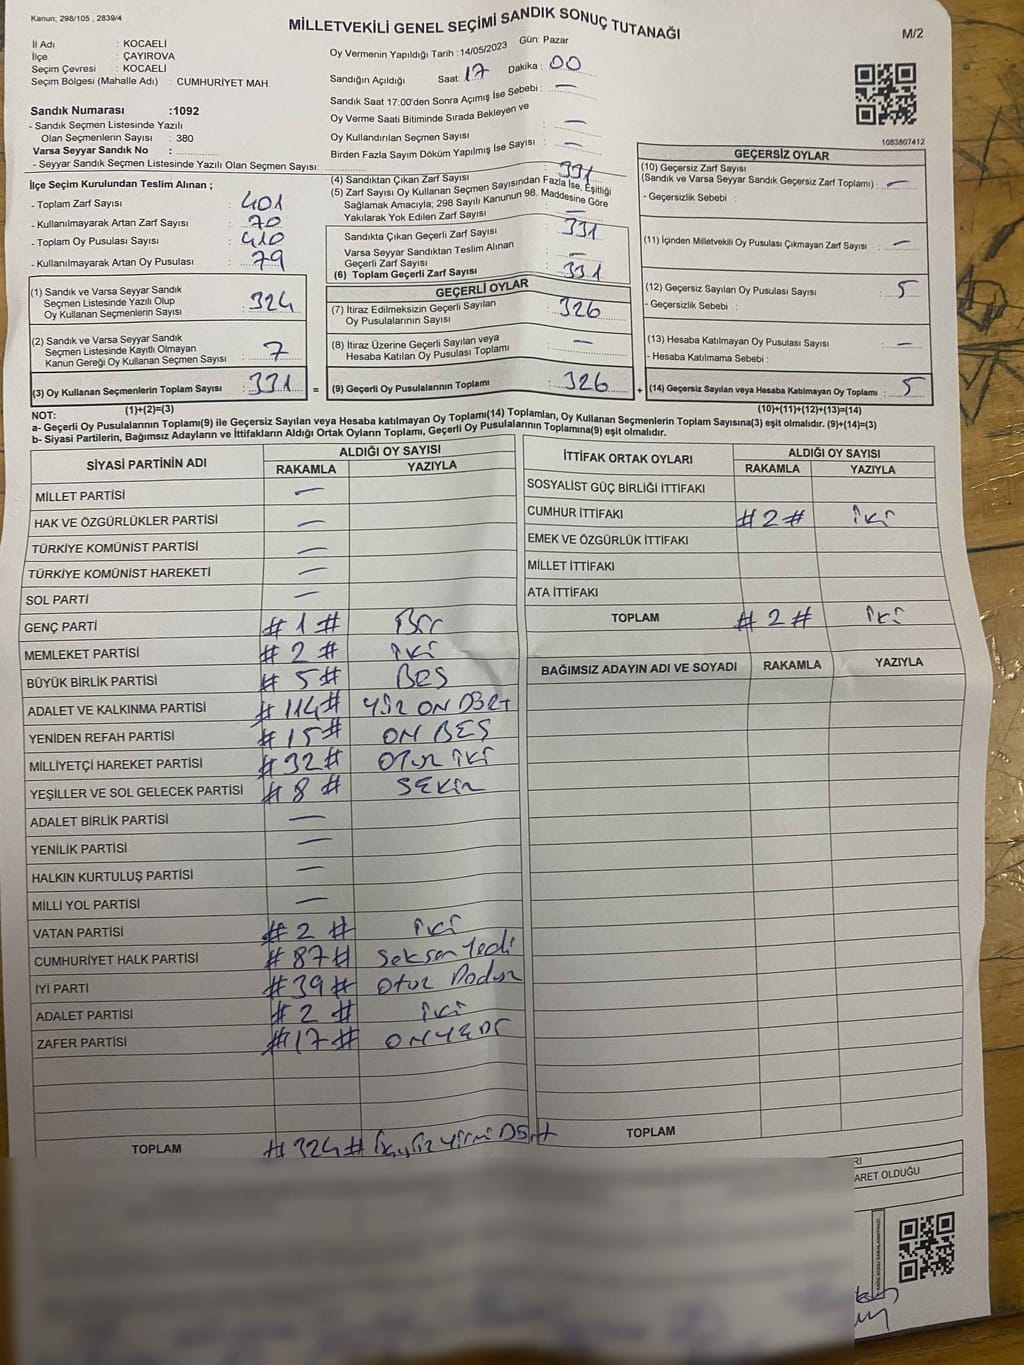 Kanun, 298/105 , 2839/4
MİLLETVEKİLİ GENEL SEÇİMİ SANDIK SONUÇ TUTANAĞI
M/2
İl Adı : KOCAELİ
İlçe : ÇAYIROVA
Seçim Çevresi : KOCAELİ
Seçim Bölgesi (Mahalle Adı) : CUMHURİYET MAH.
Sandık Numarası :1092
- Sandık Seçmen Listesinde Yazılı
Olan Seçmenlerin Sayısı : 380
Varsa Seyyar Sandık No :
- Seyyar Sandık Seçmen Listesinde Yazılı Olan Seçmen Sayısı:
Oy Vermenin Yapıldığı Tarih :14/05/2023 Gün: Pazar
Sandığın Açıldığı Saat: 17 Dakika : 00
Sandık Saat 17:00'den Sonra Açımış İse Sebebi : —
Oy Verme Saati Bitiminde Sırada Bekleyen ve
Oy Kullandırılan Seçmen Sayısı : —
Birden Fazla Sayım Döküm Yapılmış İse Sayısı : —
1083807412
İlçe Seçim Kurulundan Teslim Alınan ;
- Toplam Zarf Sayısı : 401
- Kullanılmayarak Artan Zarf Sayısı : 70
- Toplam Oy Pusulası Sayısı : 410
- Kullanılmayarak Artan Oy Pusulası : 79
(4) Sandıktan Çıkan Zarf Sayısı : 331
(5) Zarf Sayısı Oy Kullanan Seçmen Sayısından Fazla İse, Eşitliği
Sağlamak Amacıyla; 298 Sayılı Kanunun 98. Maddesine Göre
Yakılarak Yok Edilen Zarf Sayısı : —
Sandıkta Çıkan Geçerli Zarf Sayısı : 331
Varsa Seyyar Sandıktan Teslim Alınan
Geçerli Zarf Sayısı : —
(6) Toplam Geçerli Zarf Sayısı : 331
GEÇERSİZ OYLAR
(10) Geçersiz Zarf Sayısı
(Sandık ve Varsa Seyyar Sandık Geçersiz Zarf Toplamı) : —
- Geçersizlik Sebebi :
(11) İçinden Milletvekili Oy Pusulası Çıkmayan Zarf Sayısı : —
(12) Geçersiz Sayılan Oy Pusulası Sayısı : 5
- Geçersizlik Sebebi :
(13) Hesaba Katılmayan Oy Pusulası Sayısı : —
- Hesaba Katılmama Sebebi :
(14) Geçersiz Sayılan veya Hesaba Katılmayan Oy Toplamı : 5
(1) Sandık ve Varsa Seyyar Sandık
Seçmen Listesinde Yazılı Olup
Oy Kullanan Seçmenlerin Sayısı : 324
(2) Sandık ve Varsa Seyyar Sandık
Seçmen Listesinde Kayıtlı Olmayan
Kanun Gereği Oy Kullanan Seçmen Sayısı : 7
(3) Oy Kullanan Seçmenlerin Toplam Sayısı : 331 =
GEÇERLİ OYLAR
(7) İtiraz Edilmeksizin Geçerli Sayılan
Oy Pusulalarının Sayısı : 326
(8) İtiraz Üzerine Geçerli Sayılan veya
Hesaba Katılan Oy Pusulası Toplamı : —
(9) Geçerli Oy Pusulalarının Toplamı : 326 +
(1)+(2)=(3)
(10)+(11)+(12)+(13)=(14)
NOT:
a- Geçerli Oy Pusulalarının Toplamı(9) ile Geçersiz Sayılan veya Hesaba katılmayan Oy Toplamı(14) Toplamları, Oy Kullanan Seçmenlerin Toplam Sayısına(3) eşit olmalıdır. (9)+(14)=(3)
b- Siyasi Partilerin, Bağımsız Adayların ve İttifakların Aldığı Ortak Oyların Toplamı, Geçerli Oy Pusulalarının Toplamına(9) eşit olmalıdır.
SİYASİ PARTİNİN ADI ALDIĞI OY SAYISI
RAKAMLA YAZIYLA
MİLLET PARTİSİ —
HAK VE ÖZGÜRLÜKLER PARTİSİ —
TÜRKİYE KOMÜNİST PARTİSİ —
TÜRKİYE KOMÜNİST HAREKETİ —
SOL PARTİ —
GENÇ PARTİ # 1 # Bir
MEMLEKET PARTİSİ # 2 # iki
BÜYÜK BİRLİK PARTİSİ # 5 # BEŞ
ADALET VE KALKINMA PARTİSİ # 114 # YÜZ ON DÖRT
YENİDEN REFAH PARTİSİ # 15 # ON BEŞ
MİLLİYETÇİ HAREKET PARTİSİ # 32 # OTUZ İKİ
YEŞİLLER VE SOL GELECEK PARTİSİ # 8 # SEKİZ
ADALET BİRLİK PARTİSİ —
YENİLİK PARTİSİ —
HALKIN KURTULUŞ PARTİSİ —
MİLLİ YOL PARTİSİ —
VATAN PARTİSİ # 2 # iki
CUMHURİYET HALK PARTİSİ # 87 # Seksen Yedi
İYİ PARTİ # 39 # Otuz Dokuz
ADALET PARTİSİ # 2 # iki
ZAFER PARTİSİ # 17 # ON YEDİ
TOPLAM # 324 # Üçyüz yirmi Dört
İTTİFAK ORTAK OYLARI ALDIĞI OY SAYISI
RAKAMLA YAZIYLA
SOSYALİST GÜÇ BİRLİĞİ İTTİFAKI
CUMHUR İTTİFAKI # 2 # iki
EMEK VE ÖZGÜRLÜK İTTİFAKI
MİLLET İTTİFAKI
ATA İTTİFAKI
TOPLAM # 2 # iki
BAĞIMSIZ ADAYIN ADI VE SOYADI RAKAMLA YAZIYLA
TOPLAM
ARET OLDUĞU